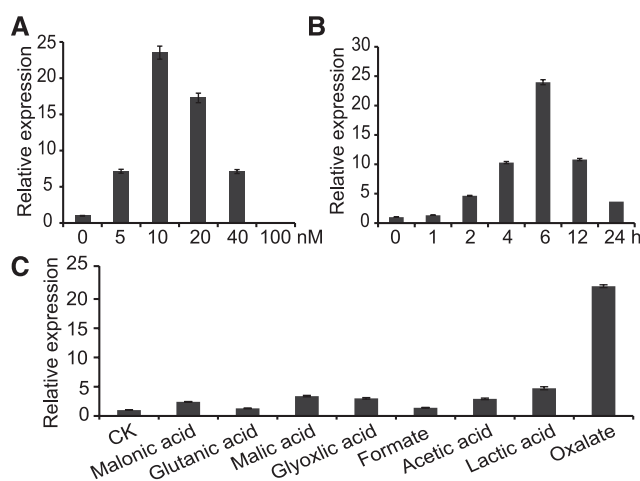 A
Relative expression
25
20
15
10
5
0
0 5 10 20 40 100 nM
B
Relative expression
30
25
20
15
10
5
0
0 1 2 4 6 12 24 h
C
Relative expression
25
20
15
10
5
0
CK
Malonic acid
Glutanic acid
Malic acid
Glyoxlic acid
Formate
Acetic acid
Lactic acid
Oxalate